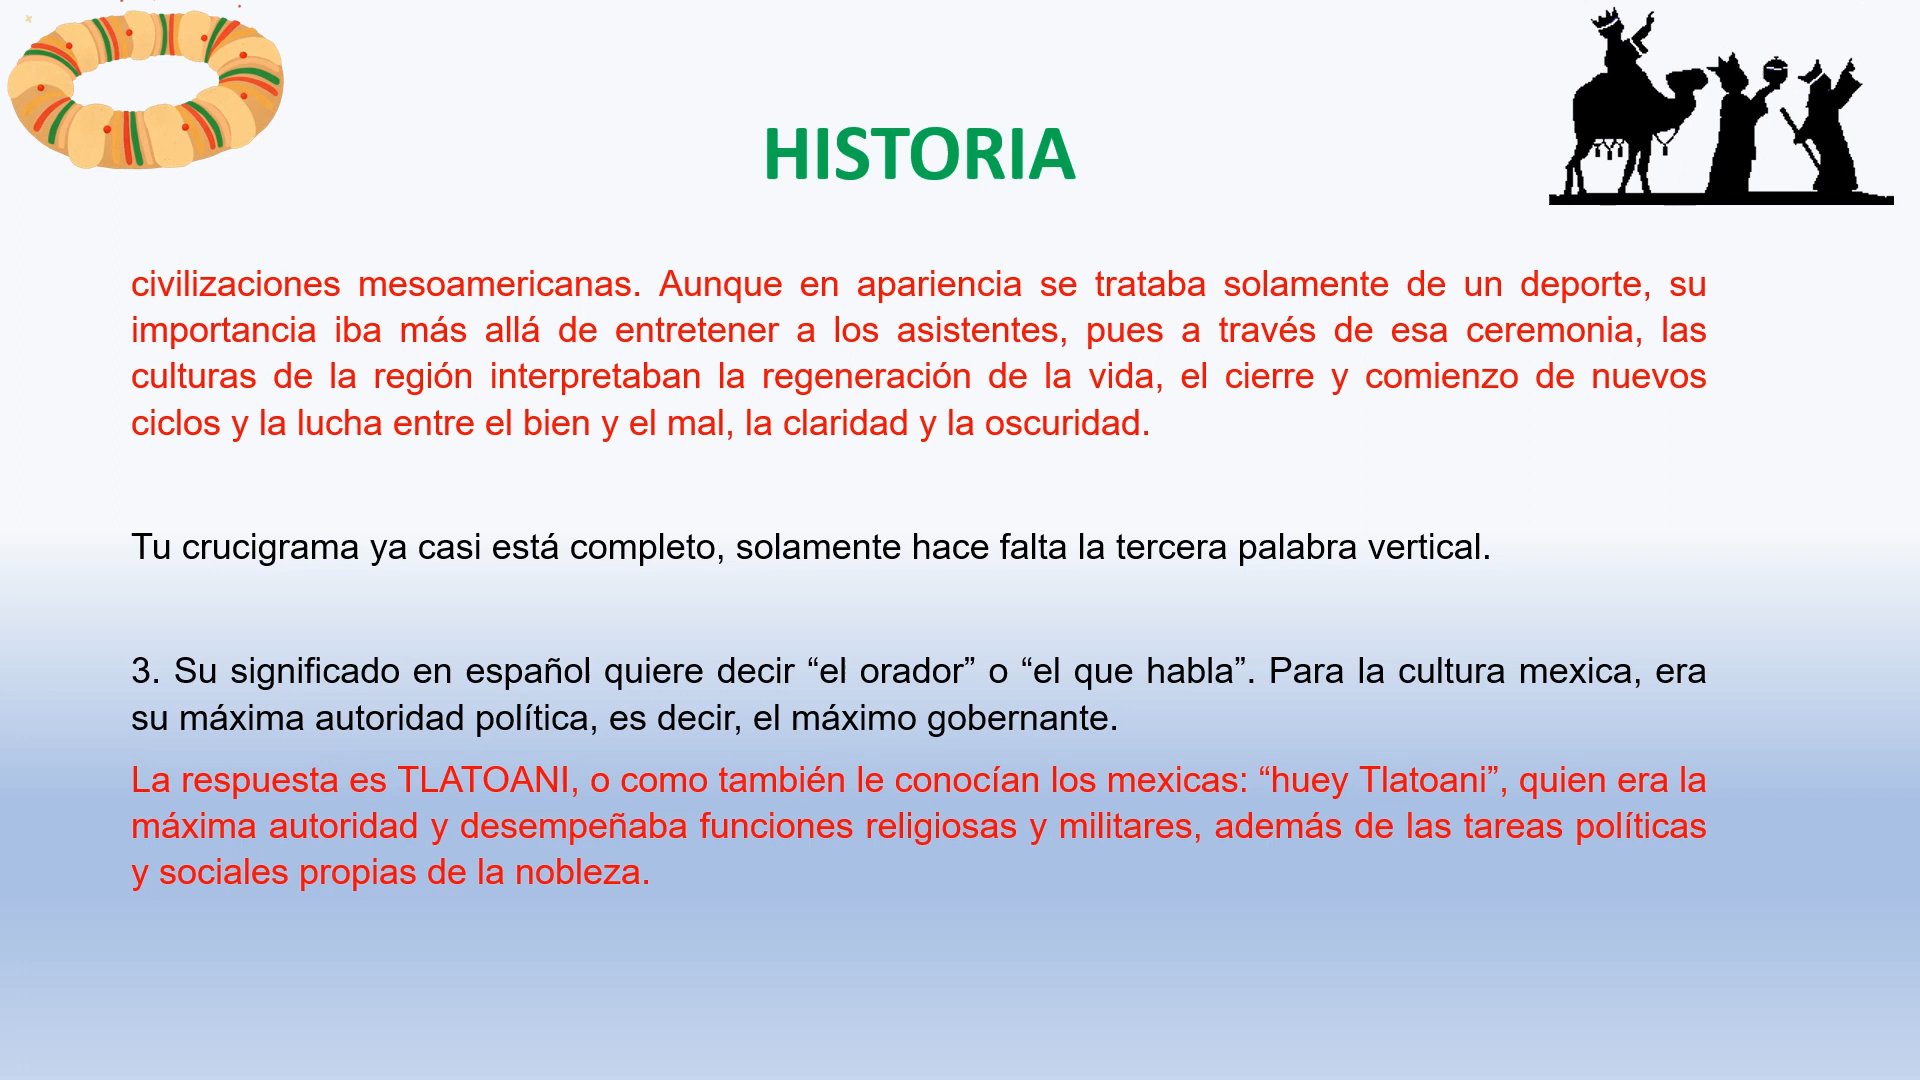 HISTORIA
civilizaciones mesoamericanas. Aunque en apariencia se trataba solamente de un deporte, su
importancia iba más allá de entretener a los asistentes, pues a través de esa ceremonia, las
culturas de la región interpretaban la regeneración de la vida, el cierre y comienzo de nuevos
ciclos y la lucha entre el bien y el mal, la claridad y la oscuridad.
Tu crucigrama ya casi está completo, solamente hace falta la tercera palabra vertical.
3. Su significado en español quiere decir “el orador” o “el que habla”. Para la cultura mexica, era
su máxima autoridad política, es decir, el máximo gobernante.
La respuesta es TLATOANI, o como también le conocían los mexicas: “huey Tlatoani”, quien era la
máxima autoridad y desempeñaba funciones religiosas y militares, además de las tareas políticas
y sociales propias de la nobleza.